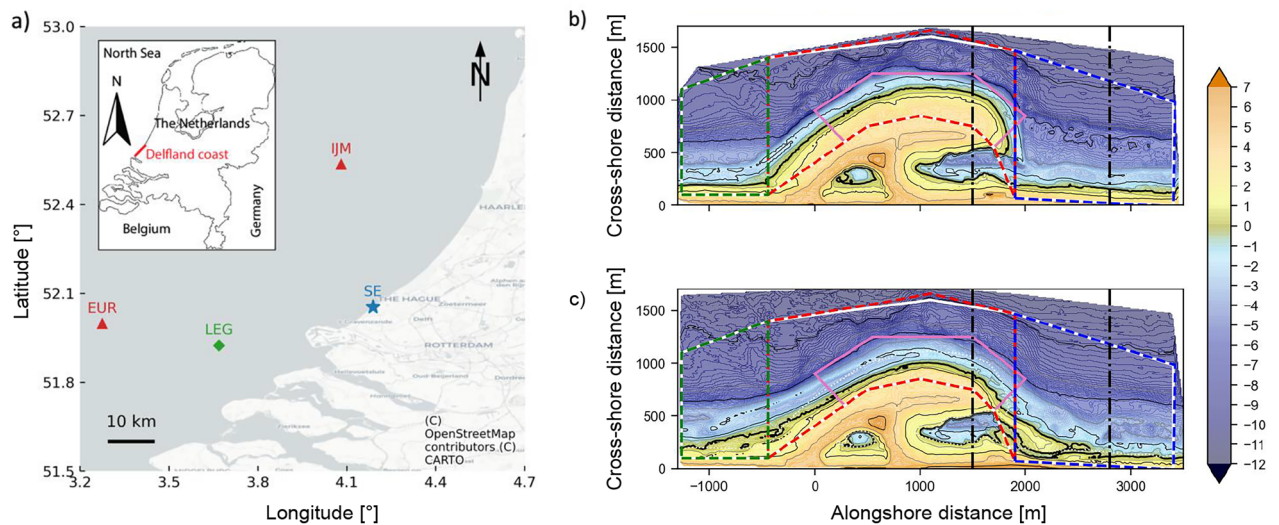 a)
53.0
52.7
52.4
52.1
51.8
51.5
Latitude [°]
3.2
3.5
3.8
4.1
4.4
4.7
Longitude [°]
North Sea
N
The Netherlands
Delfland coast
Belgium
Germany
N
IJM
HAARLE
EUR
SE
THE HAGUE
Zoetermeer
LEG
Delft
ROTTERDAM
10 km
(C)
OpenStreetMap
contributors (C)
CARTO
b)
Cross-shore distance [m]
1500
1000
500
0
c)
Cross-shore distance [m]
1500
1000
500
0
−1000
0
1000
2000
3000
Alongshore distance [m]
7
6
5
4
3
2
1
0
−1
−2
−3
−4
−5
−6
−7
−8
−9
−10
−11
−12